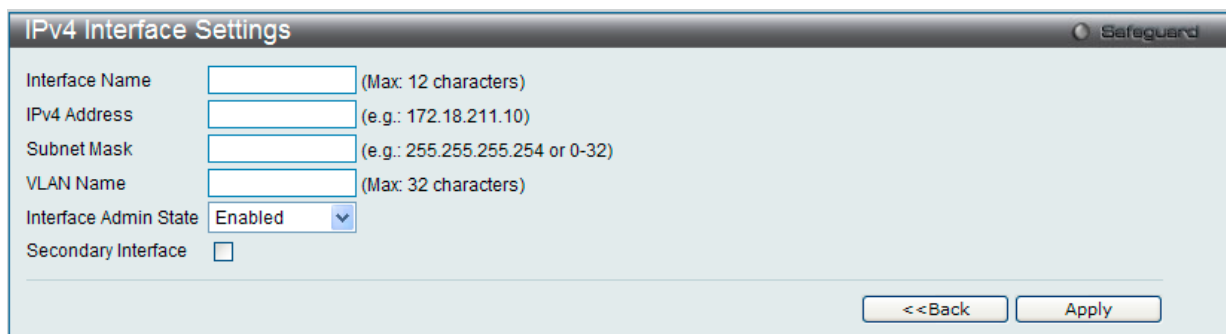 IPv4 Interface Settings
Safeguard
Interface Name (Max: 12 characters)
IPv4 Address (e.g.: 172.18.211.10)
Subnet Mask (e.g.: 255.255.255.254 or 0-32)
VLAN Name (Max: 32 characters)
Interface Admin State Enabled
Secondary Interface
<<Back Apply